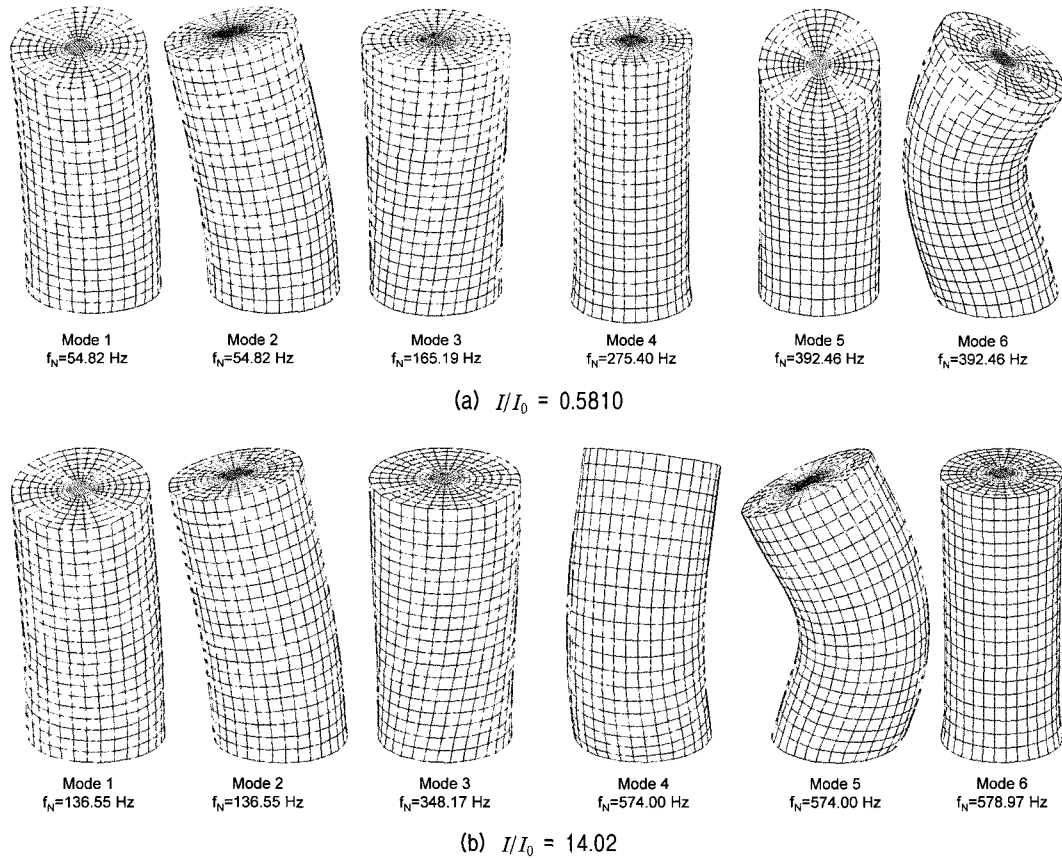 Mode 1 Mode 2 Mode 3 Mode 4 Mode 5 Mode 6
f_N=54.82 Hz f_N=54.82 Hz f_N=165.19 Hz f_N=275.40 Hz f_N=392.46 Hz f_N=392.46 Hz
(a) I/I_0 = 0.5810
Mode 1 Mode 2 Mode 3 Mode 4 Mode 5 Mode 6
f_N=136.55 Hz f_N=136.55 Hz f_N=348.17 Hz f_N=574.00 Hz f_N=574.00 Hz f_N=578.97 Hz
(b) I/I_0 = 14.02